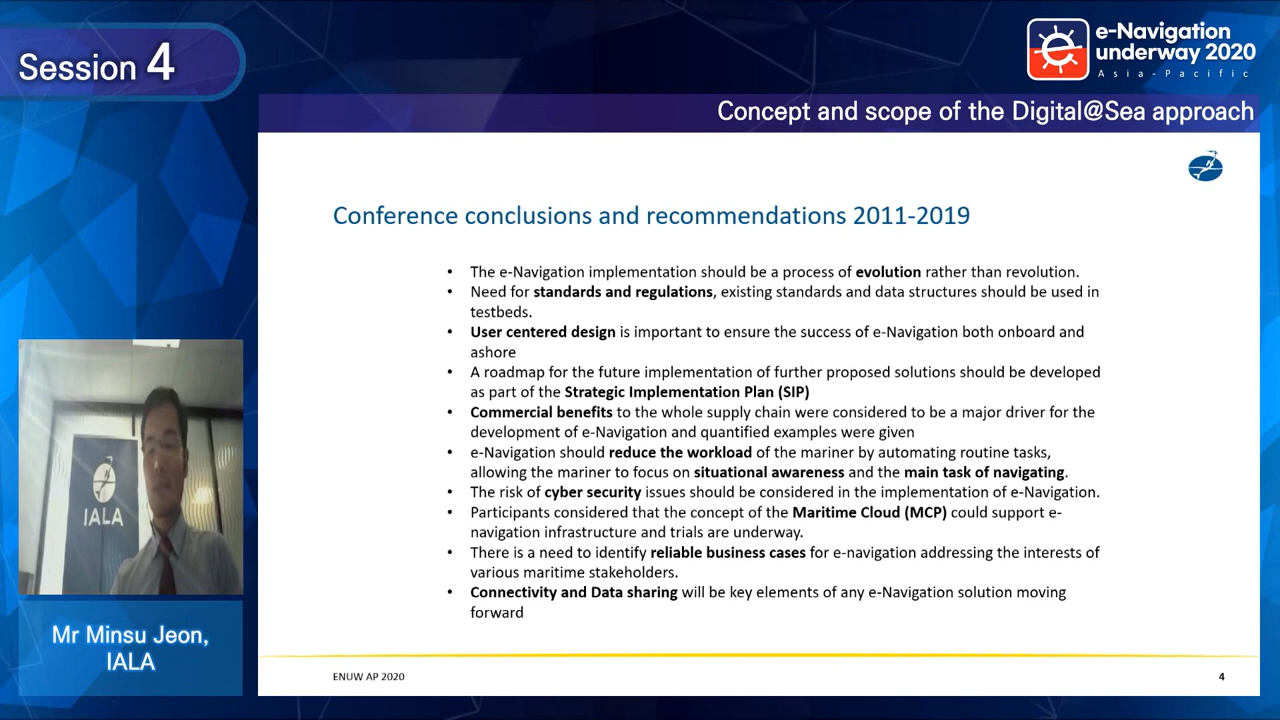 Session 4
e-Navigation
underway 2020
Asia-Pacific
Concept and scope of the Digital@Sea approach
Conference conclusions and recommendations 2011-2019
• The e-Navigation implementation should be a process of evolution rather than revolution.
• Need for standards and regulations, existing standards and data structures should be used in
testbeds.
• User centered design is important to ensure the success of e-Navigation both onboard and
ashore
• A roadmap for the future implementation of further proposed solutions should be developed
as part of the Strategic Implementation Plan (SIP)
• Commercial benefits to the whole supply chain were considered to be a major driver for the
development of e-Navigation and quantified examples were given
• e-Navigation should reduce the workload of the mariner by automating routine tasks,
allowing the mariner to focus on situational awareness and the main task of navigating.
• The risk of cyber security issues should be considered in the implementation of e-Navigation.
• Participants considered that the concept of the Maritime Cloud (MCP) could support e-
navigation infrastructure and trials are underway.
• There is a need to identify reliable business cases for e-navigation addressing the interests of
various maritime stakeholders.
• Connectivity and Data sharing will be key elements of any e-Navigation solution moving
forward
IALA
Mr Minsu Jeon,
IALA
ENUW AP 2020
4